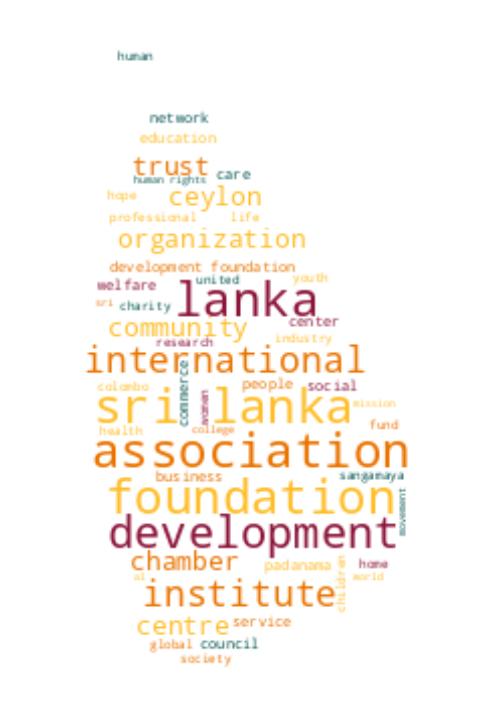 human
network
education
trust
human rights care
hope ceylon
professional life
organization
development foundation
united youth
welfare
sri charity lanka
community center
research industry
international
commerce
colombo people social
women
sri lanka mission
health college fund
association
business sangamaya
foundation
movement
development
chamber padanama home
al children world
institute
centre service
global council
society